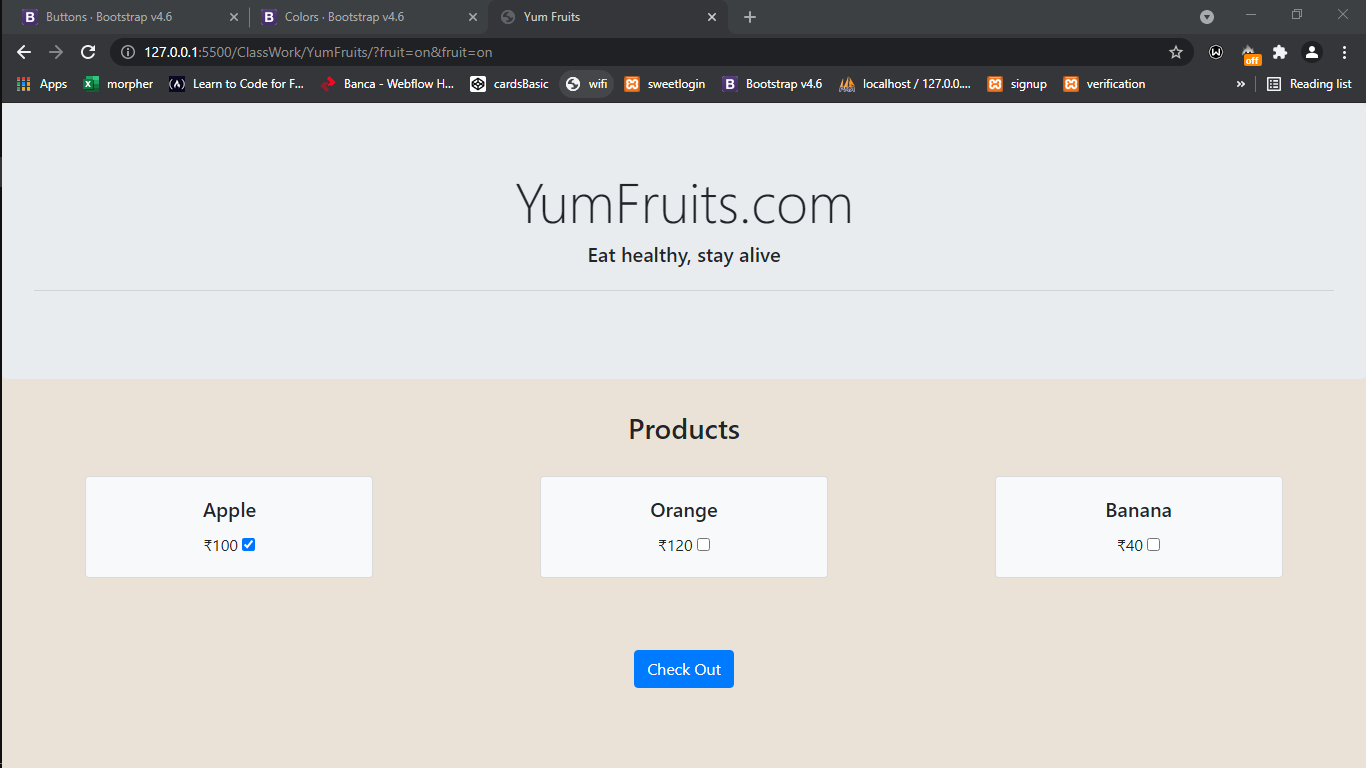 Buttons · Bootstrap v4.6 Colors · Bootstrap v4.6 Yum Fruits
127.0.0.1:5500/ClassWork/YumFruits/?fruit=on&fruit=on off
Apps morpher Learn to Code for F... Banca - Webflow H... cardsBasic wifi sweetlogin Bootstrap v4.6 localhost / 127.0.0.... signup verification » Reading list
YumFruits.com
Eat healthy, stay alive
Products
Apple Orange Banana
₹100 ₹120 ₹40
Check Out